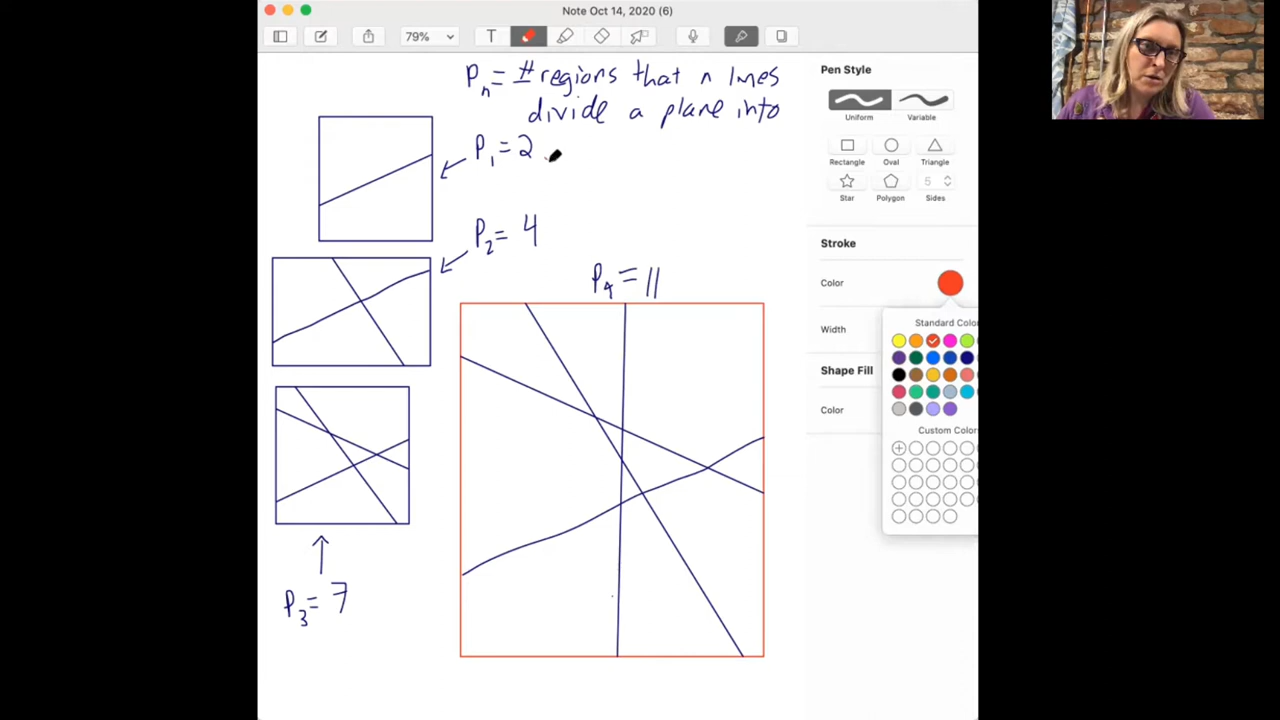 Note Oct 14, 2020 (6)
79%
T
Pn = # regions that n lines
divide a plane into
P1 = 2
P2 = 4
P4 = 11
P3 = 7
Pen Style
Uniform
Variable
Rectangle
Oval
Triangle
Star
Polygon
5
Sides
Stroke
Color
Standard Color
Width
Shape Fill
Color
Custom Color